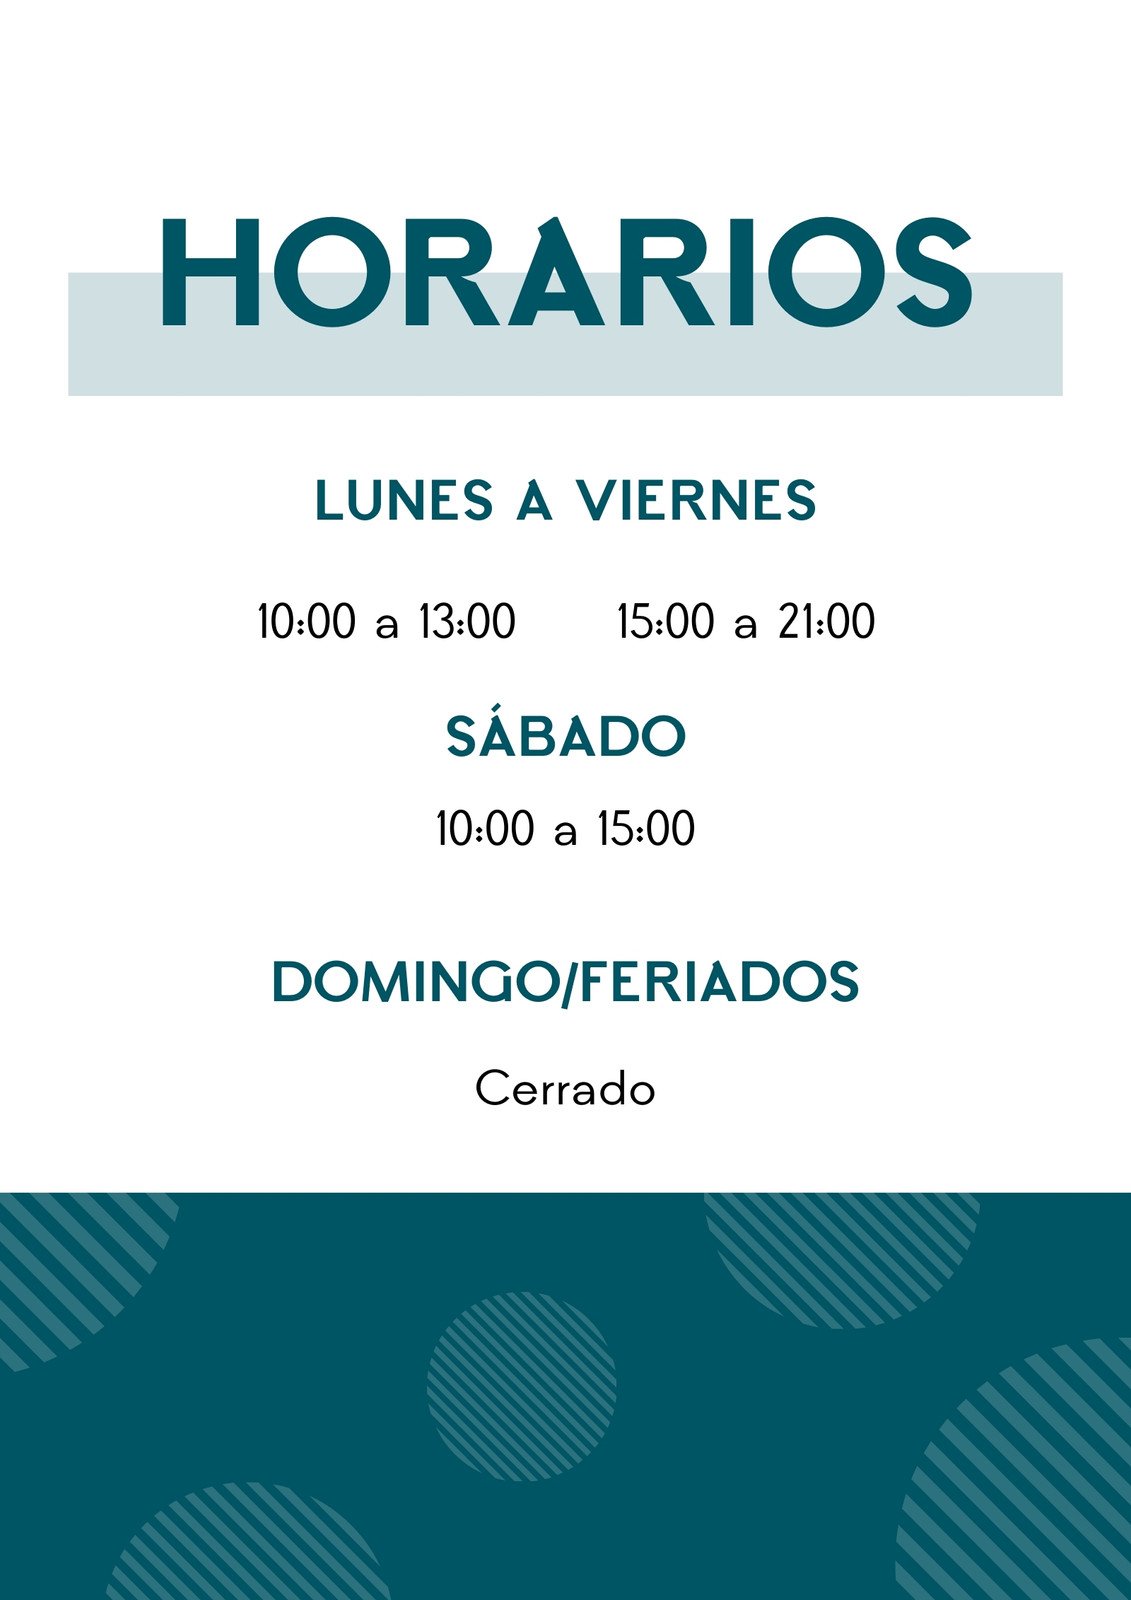 HORARIOS
LUNES A VIERNES
10:00 a 13:00 15:00 a 21:00
SÁBADO
10:00 a 15:00
DOMINGO/FERIADOS
Cerrado